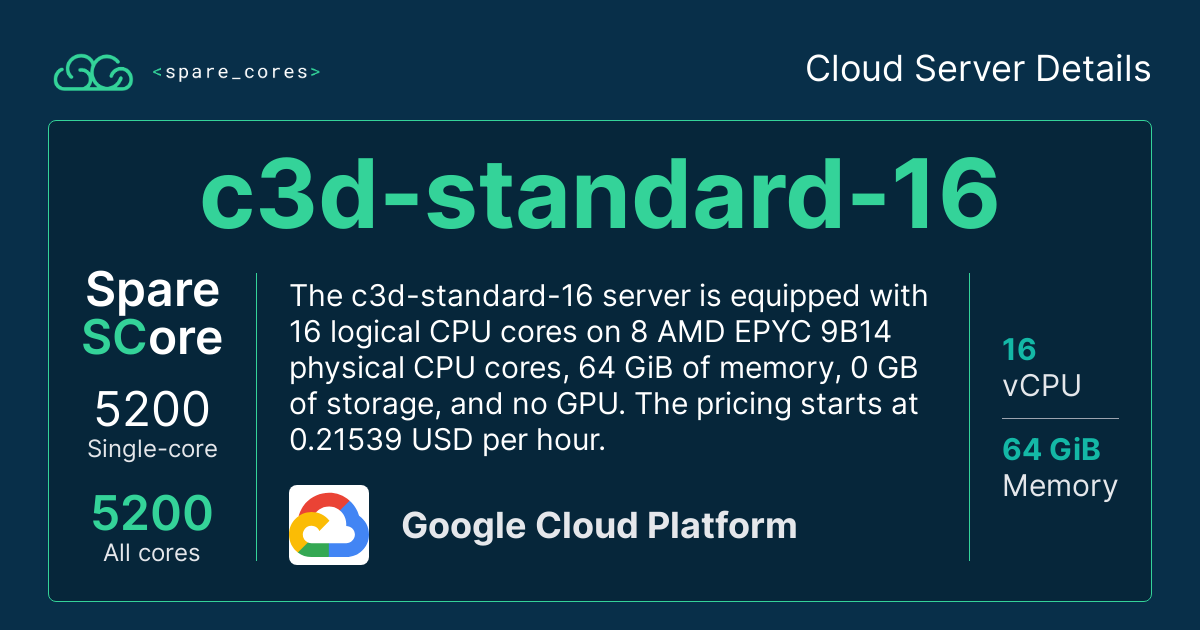 <spare_cores>
Cloud Server Details
c3d-standard-16
Spare
SCore
5200
Single-core
5200
All cores
The c3d-standard-16 server is equipped with
16 logical CPU cores on 8 AMD EPYC 9B14
physical CPU cores, 64 GiB of memory, 0 GB
of storage, and no GPU. The pricing starts at
0.21539 USD per hour.
Google Cloud Platform
16
vCPU
64 GiB
Memory